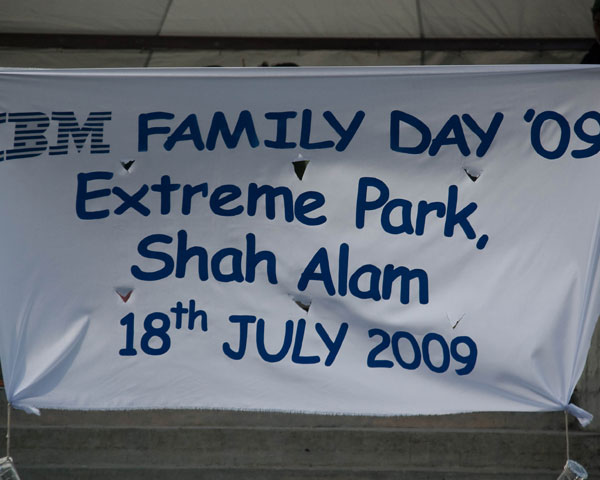 IBM FAMILY DAY '09
Extreme Park,
Shah Alam
18th JULY 2009